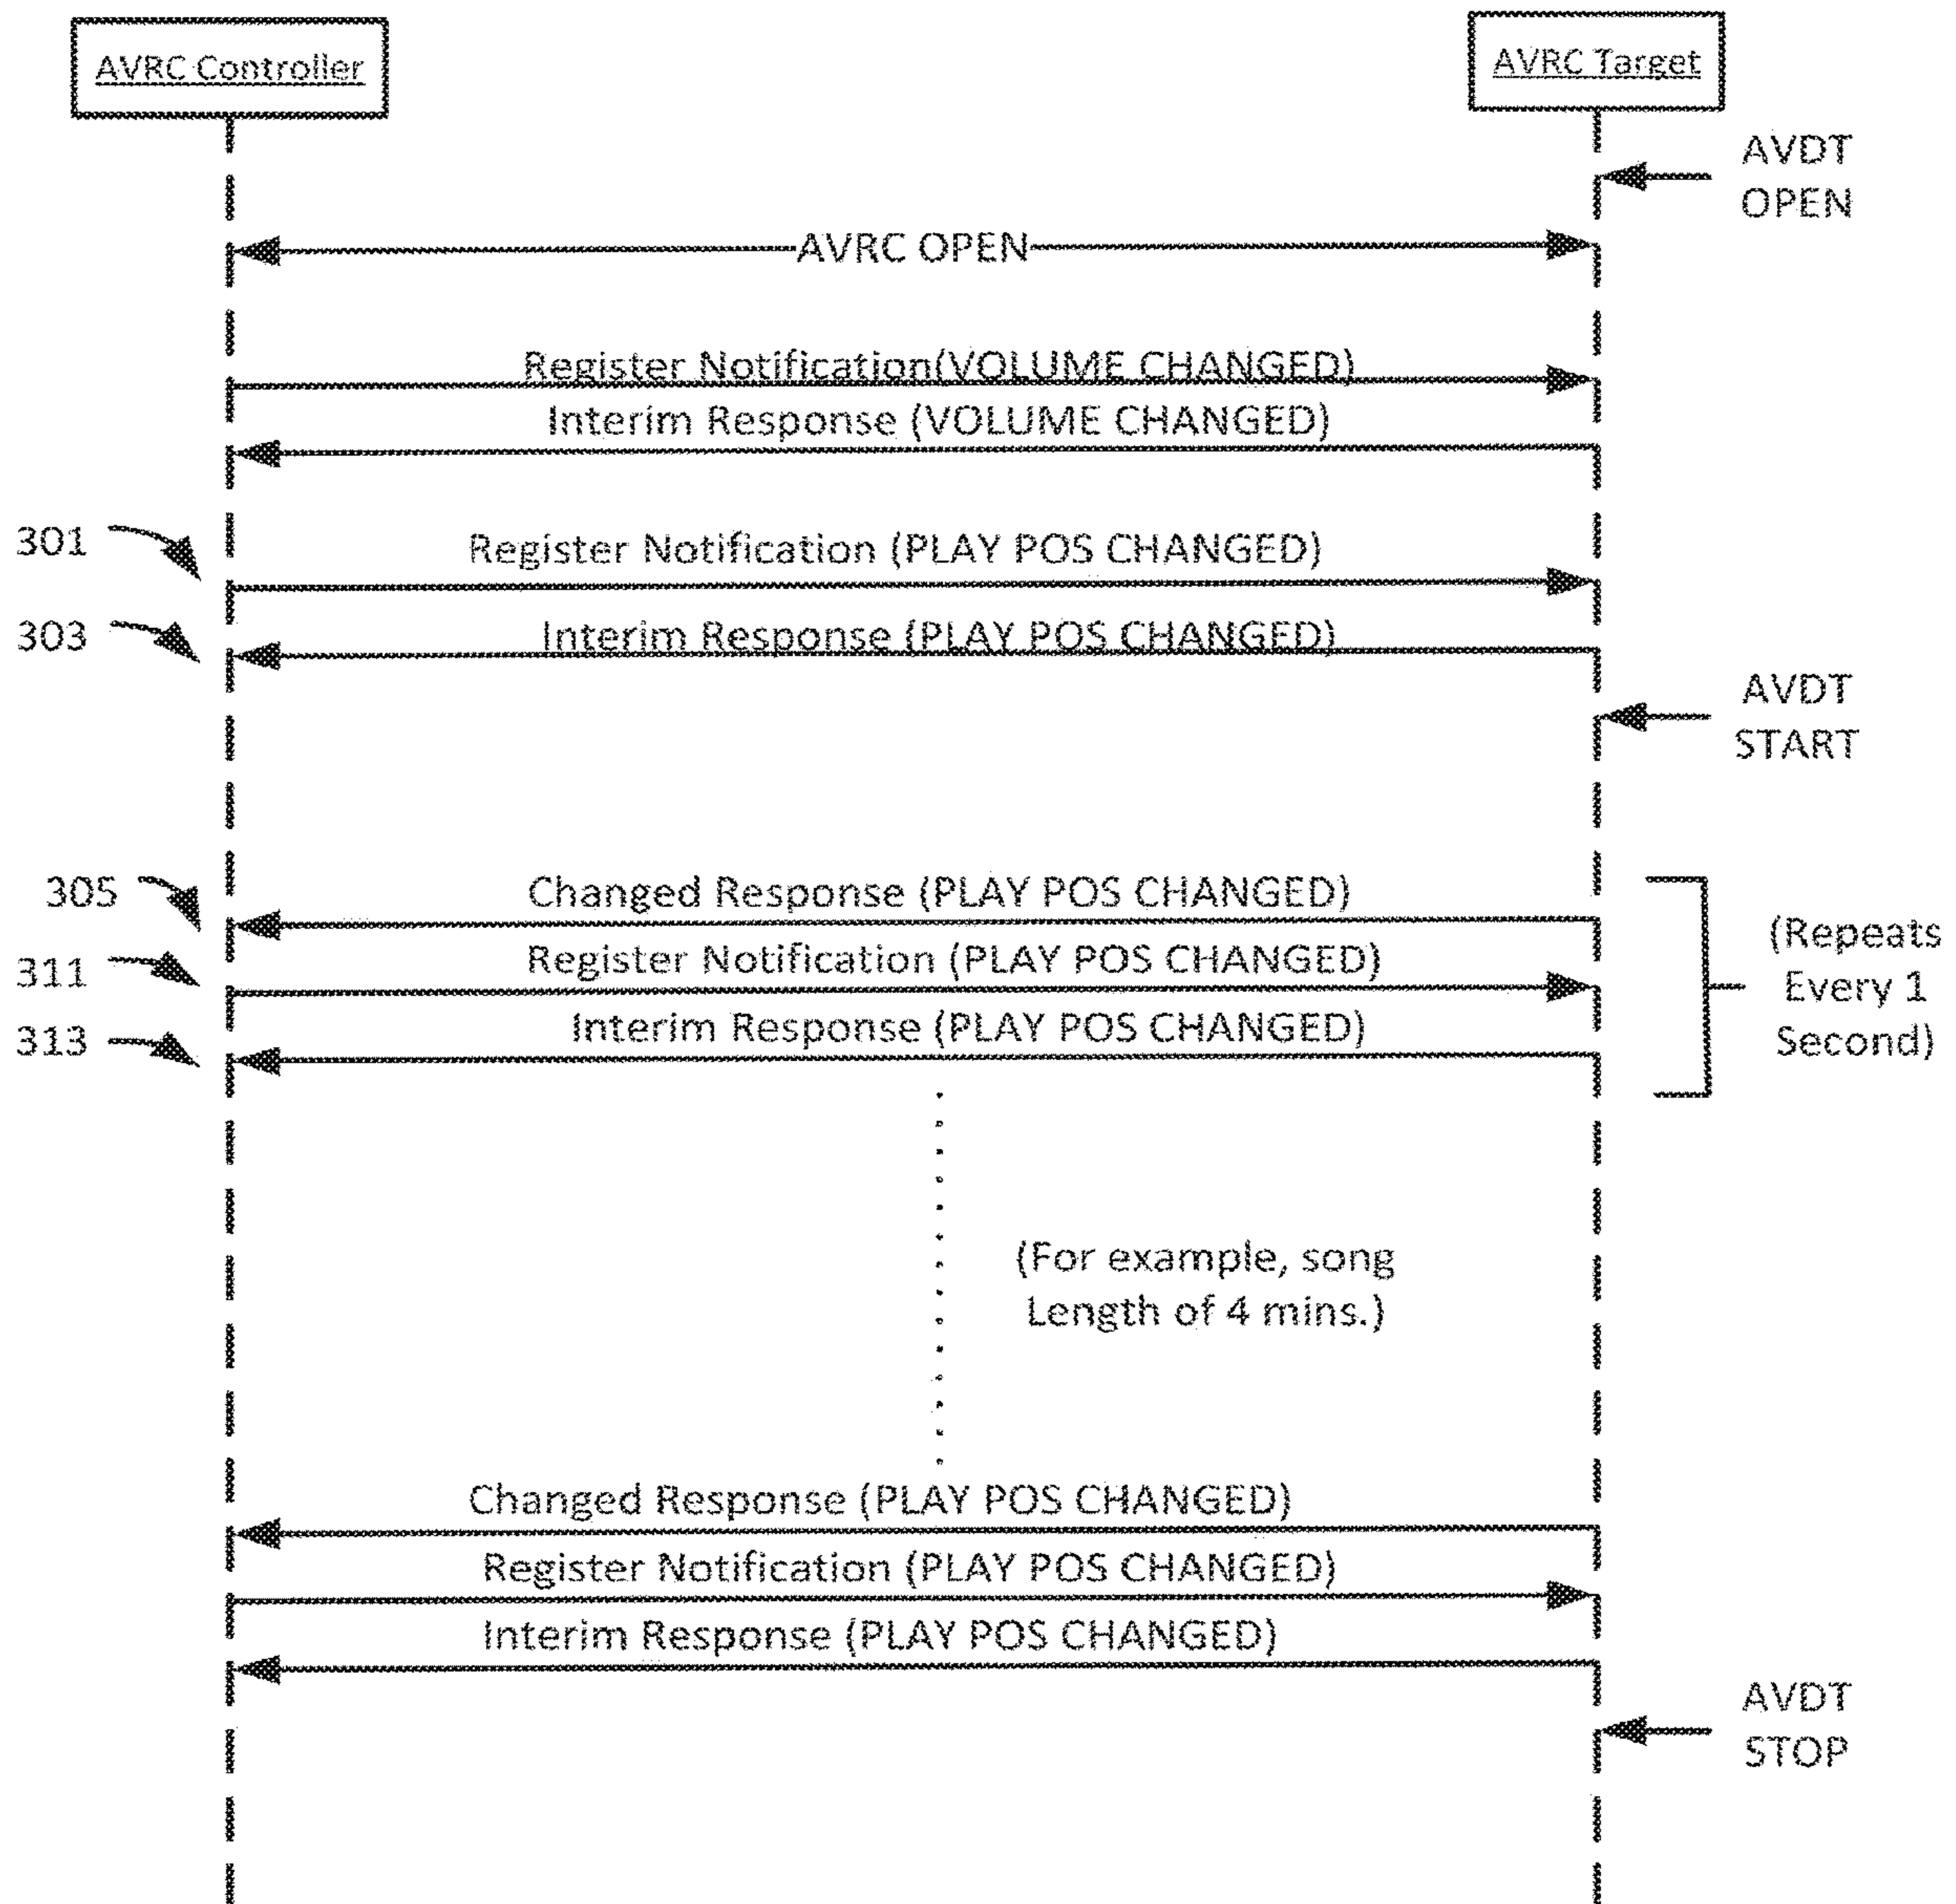 AVRC Controller
AVRC Target
AVDT
OPEN
AVRC OPEN
Register Notification(VOLUME CHANGED)
Interim Response (VOLUME CHANGED)
301
Register Notification (PLAY POS CHANGED)
303
Interim Response (PLAY POS CHANGED)
AVDT
START
305
Changed Response (PLAY POS CHANGED)
311
Register Notification (PLAY POS CHANGED)
313
Interim Response (PLAY POS CHANGED)
(Repeats
Every 1
Second)
(For example, song
Length of 4 mins.)
Changed Response (PLAY POS CHANGED)
Register Notification (PLAY POS CHANGED)
Interim Response (PLAY POS CHANGED)
AVDT
STOP